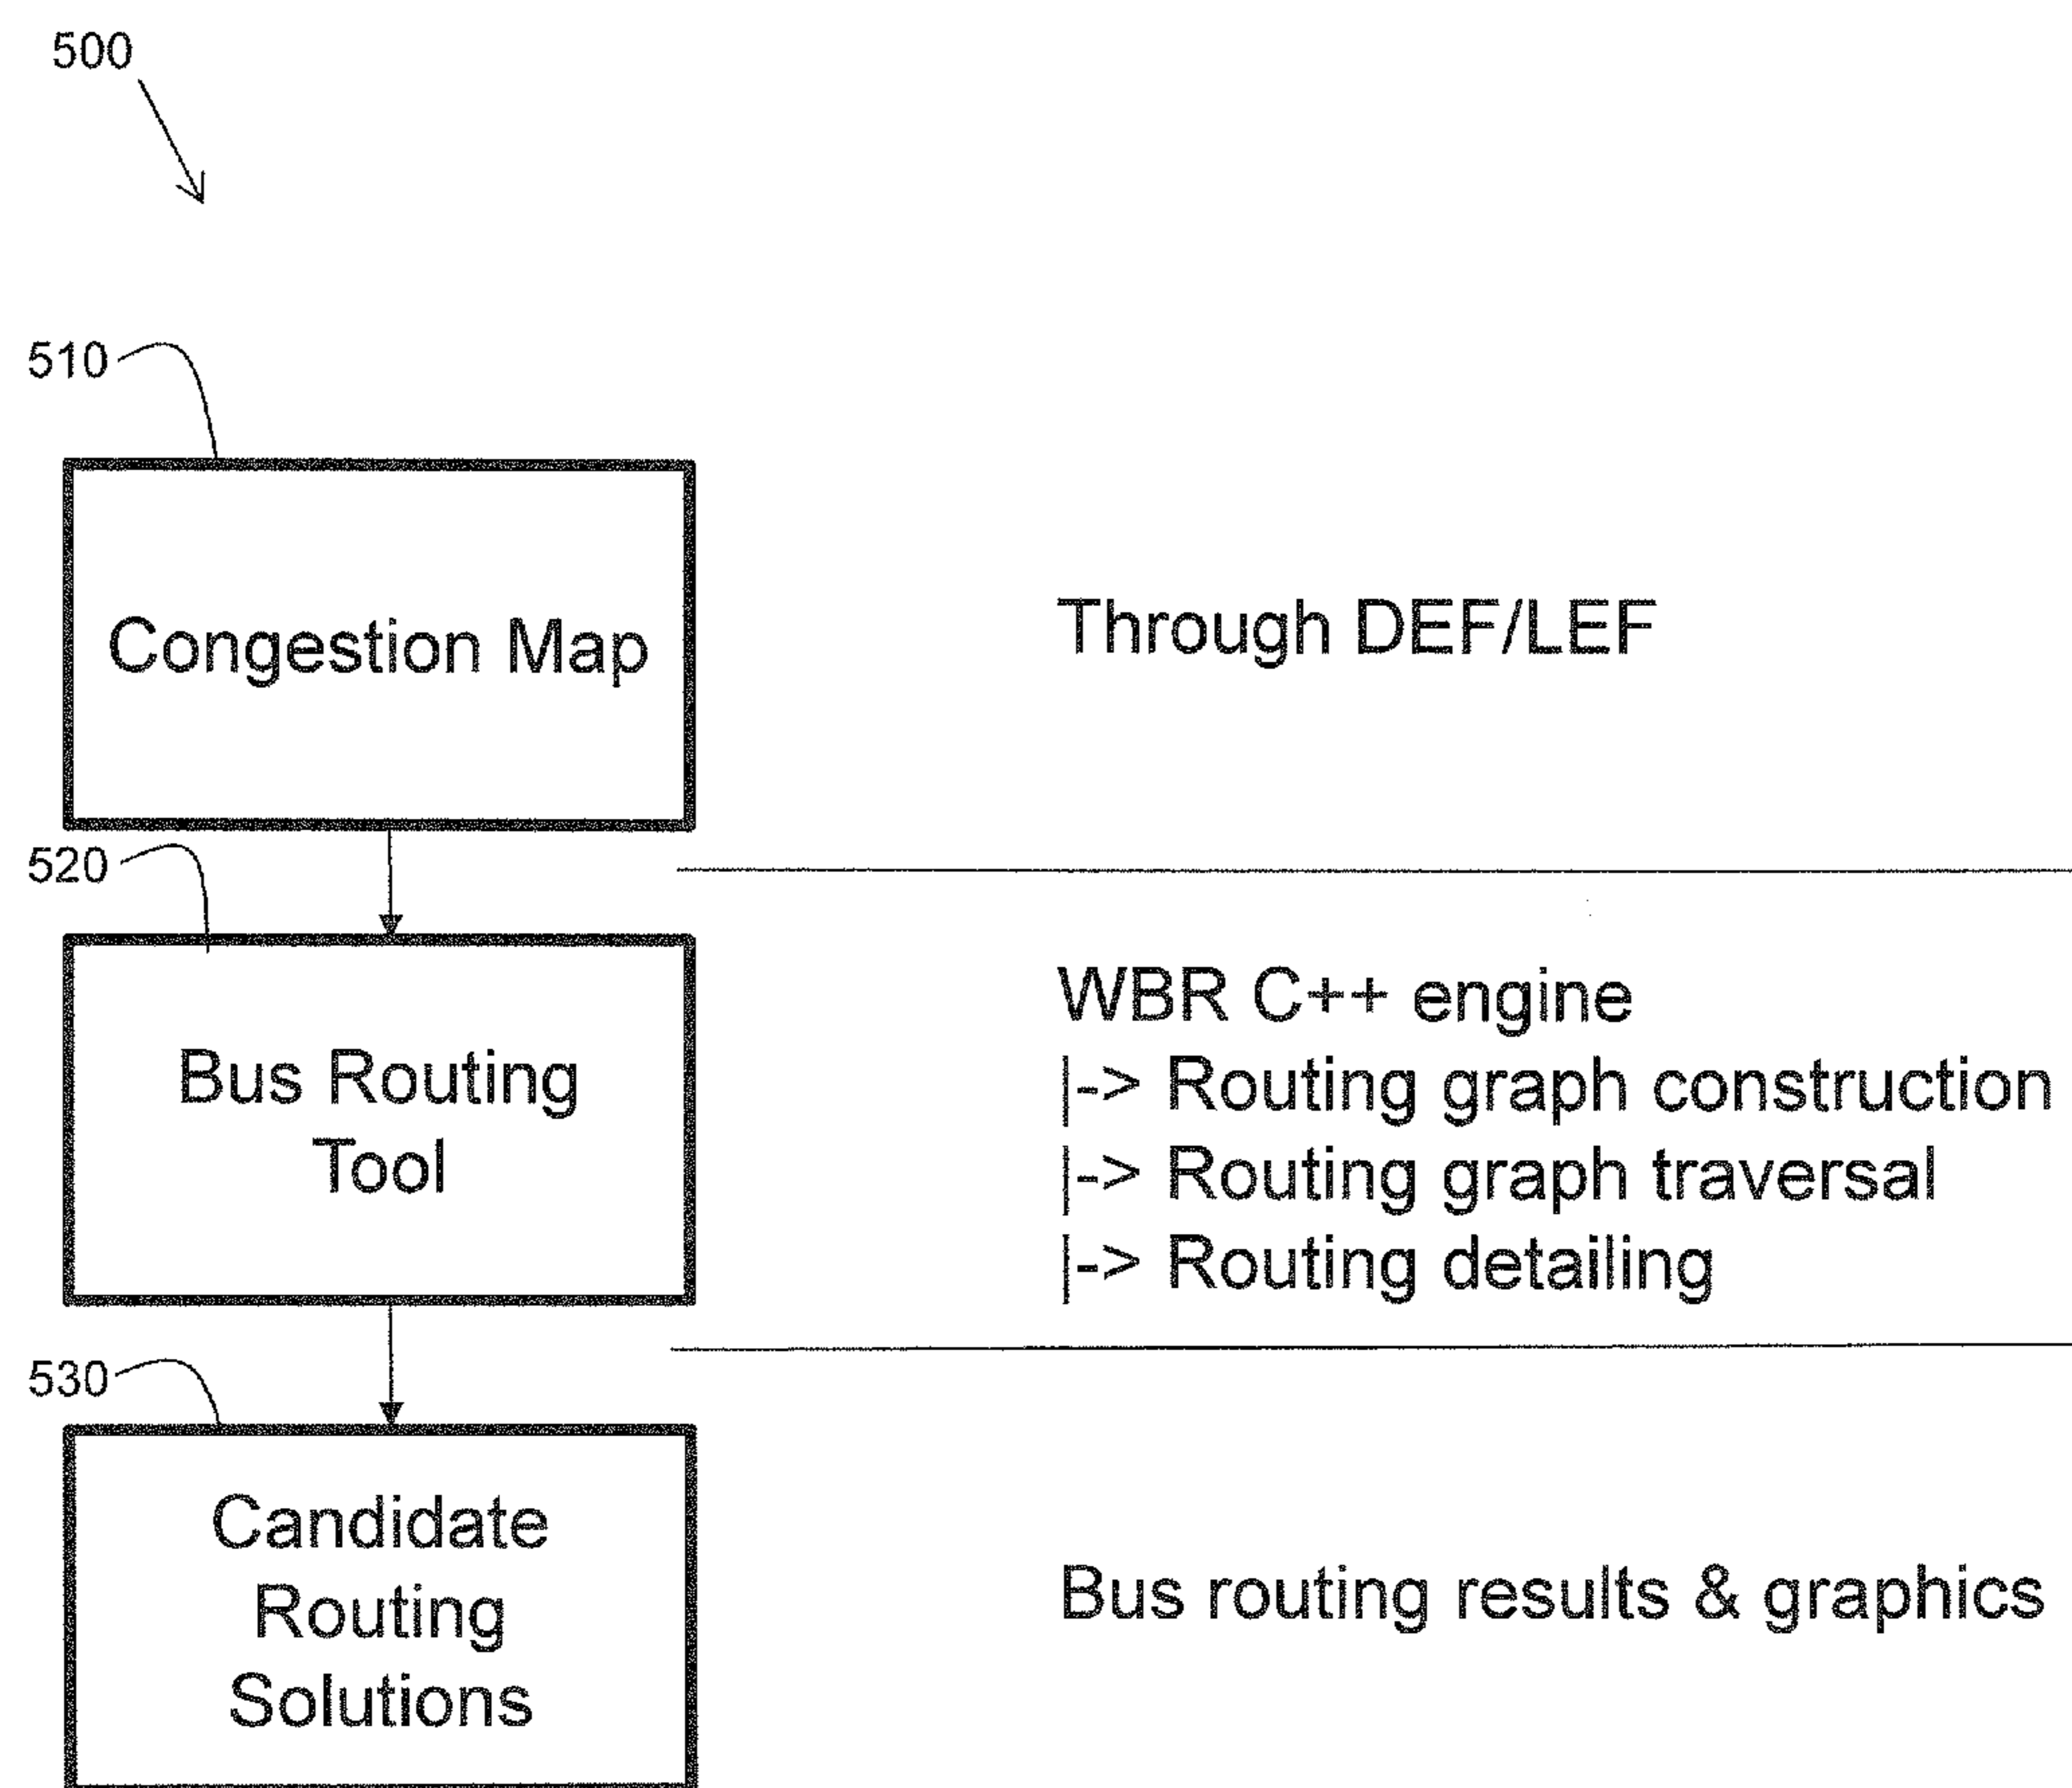 500
510
Congestion Map
Through DEF/LEF
520
Bus Routing
Tool
WBR C++ engine
|-> Routing graph construction
|-> Routing graph traversal
|-> Routing detailing
530
Candidate
Routing
Solutions
Bus routing results & graphics